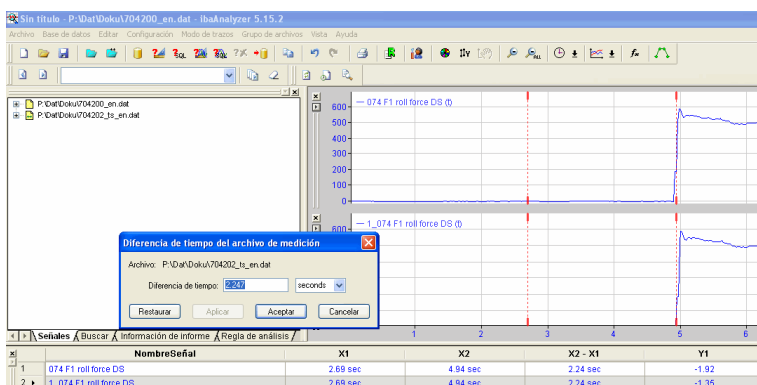 Sin título - P:\Dat\Doku\704200_en.dat - ibaAnalyzer 5.15.2
Archivo Base de datos Editar Configuración Modo de trazos Grupo de archivos Vista Ayuda
P:\Dat\Doku\704200_en.dat
P:\Dat\Doku\704202_ts_en.dat
074 F1 roll force DS (t)
600
500
400
300
200
100
0
1_074 F1 roll force DS (t)
600
Diferencia de tiempo del archivo de medición
Archivo: P:\Dat\Doku\704202_ts_en.dat
Diferencia de tiempo: 2.247 seconds
Restaurar Aplicar Aceptar Cancelar
1 2 3 4 5 6
Señales Buscar Información de informe Regla de análisis
NombreSeñal X1 X2 X2 - X1 Y1
1 074 F1 roll force DS 2.69 sec 4.94 sec 2.24 sec -1.92
2 1_074 F1 roll force DS 2.69 sec 4.94 sec 2.24 sec -1.35